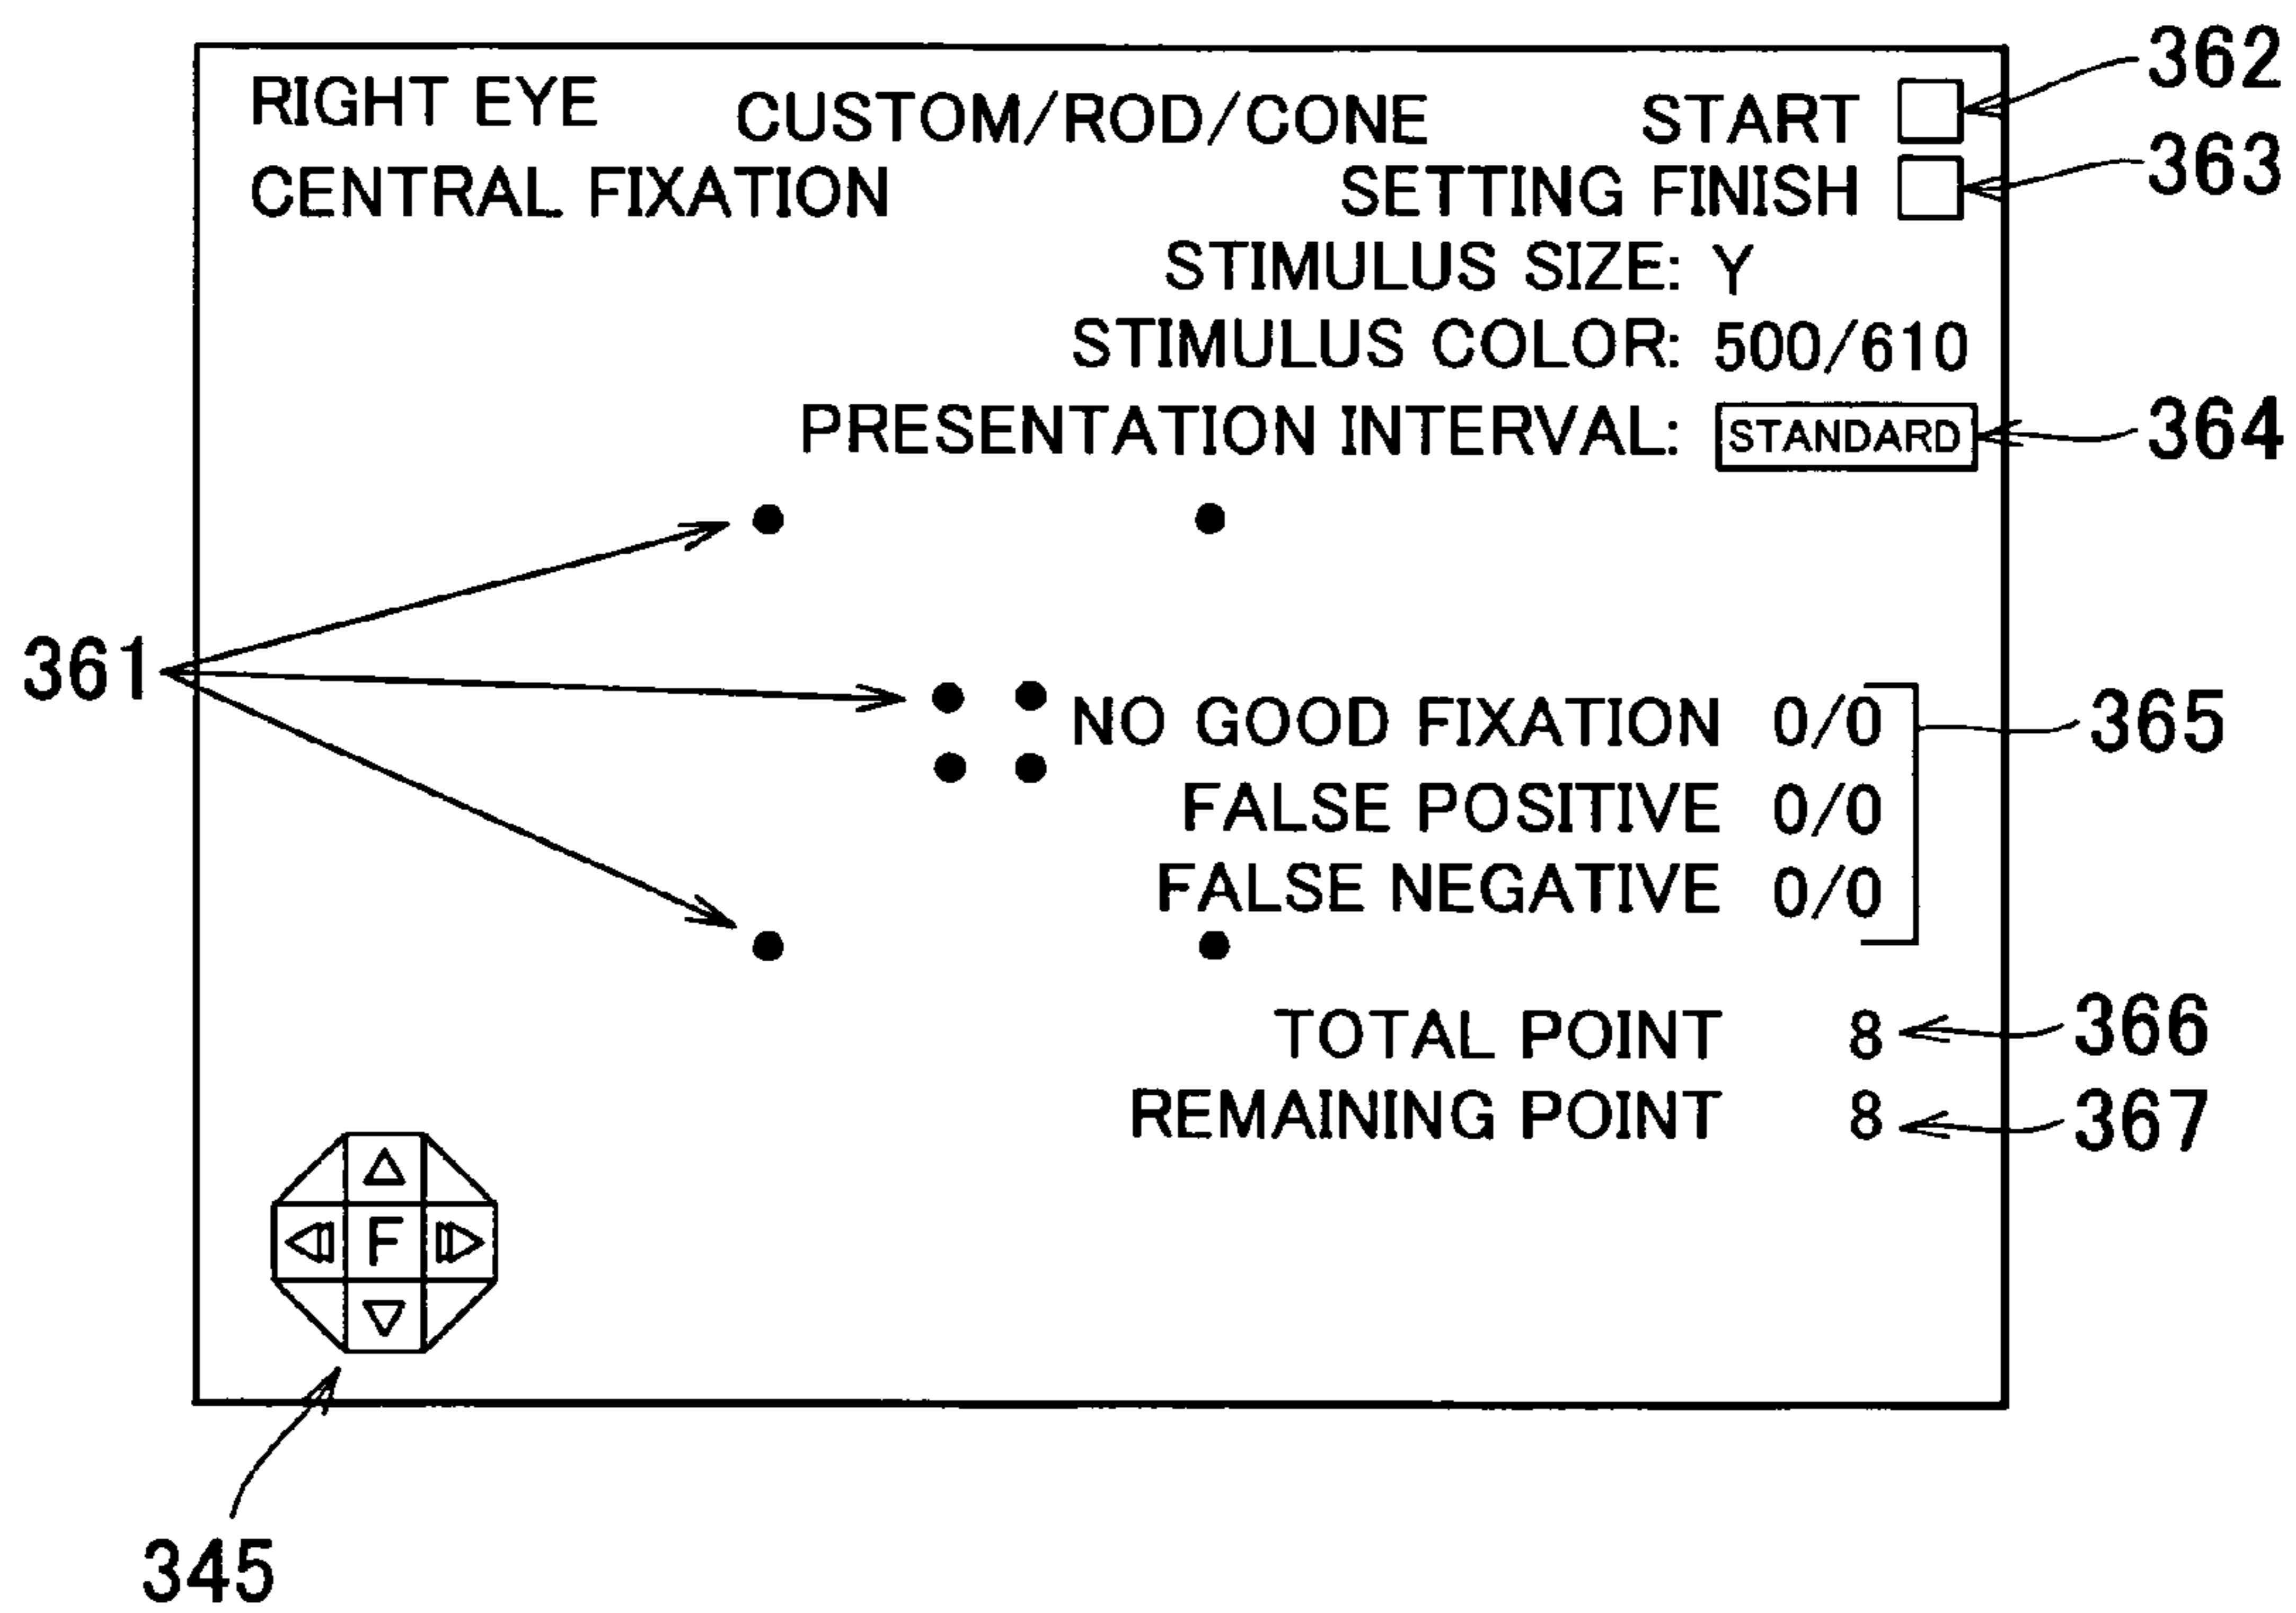 RIGHT EYE
CUSTOM/ROD/CONE
START
362
CENTRAL FIXATION
SETTING FINISH
363
STIMULUS SIZE: Y
STIMULUS COLOR: 500/610
PRESENTATION INTERVAL: STANDARD
364
361
NO GOOD FIXATION 0/0
365
FALSE POSITIVE 0/0
FALSE NEGATIVE 0/0
TOTAL POINT 8
366
REMAINING POINT 8
367
F
345